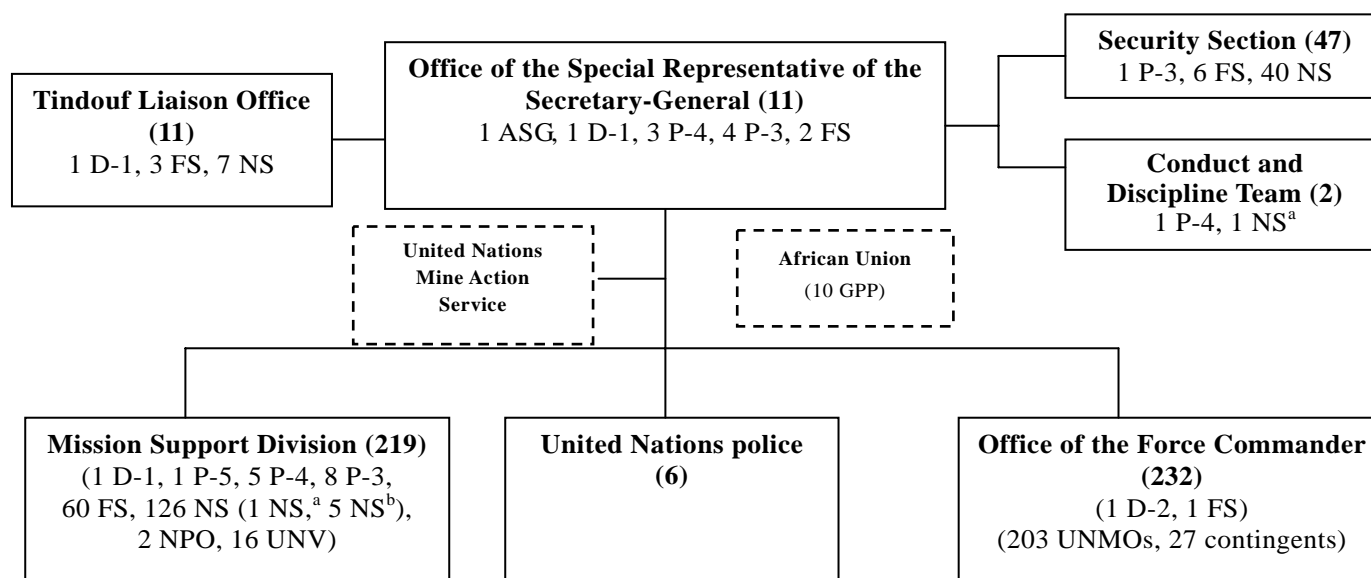 Security Section (47)
1 P-3, 6 FS, 40 NS
Office of the Special Representative of the
Secretary-General (11)
1 ASG, 1 D-1, 3 P-4, 4 P-3, 2 FS
Tindouf Liaison Office
(11)
1 D-1, 3 FS, 7 NS
Conduct and
Discipline Team (2)
1 P-4, 1 NSa
United Nations
Mine Action
Service
African Union
(10 GPP)
Mission Support Division (219)
(1 D-1, 1 P-5, 5 P-4, 8 P-3,
60 FS, 126 NS (1 NS,a 5 NSb),
2 NPO, 16 UNV)
United Nations police
(6)
Office of the Force Commander
(232)
(1 D-2, 1 FS)
(203 UNMOs, 27 contingents)